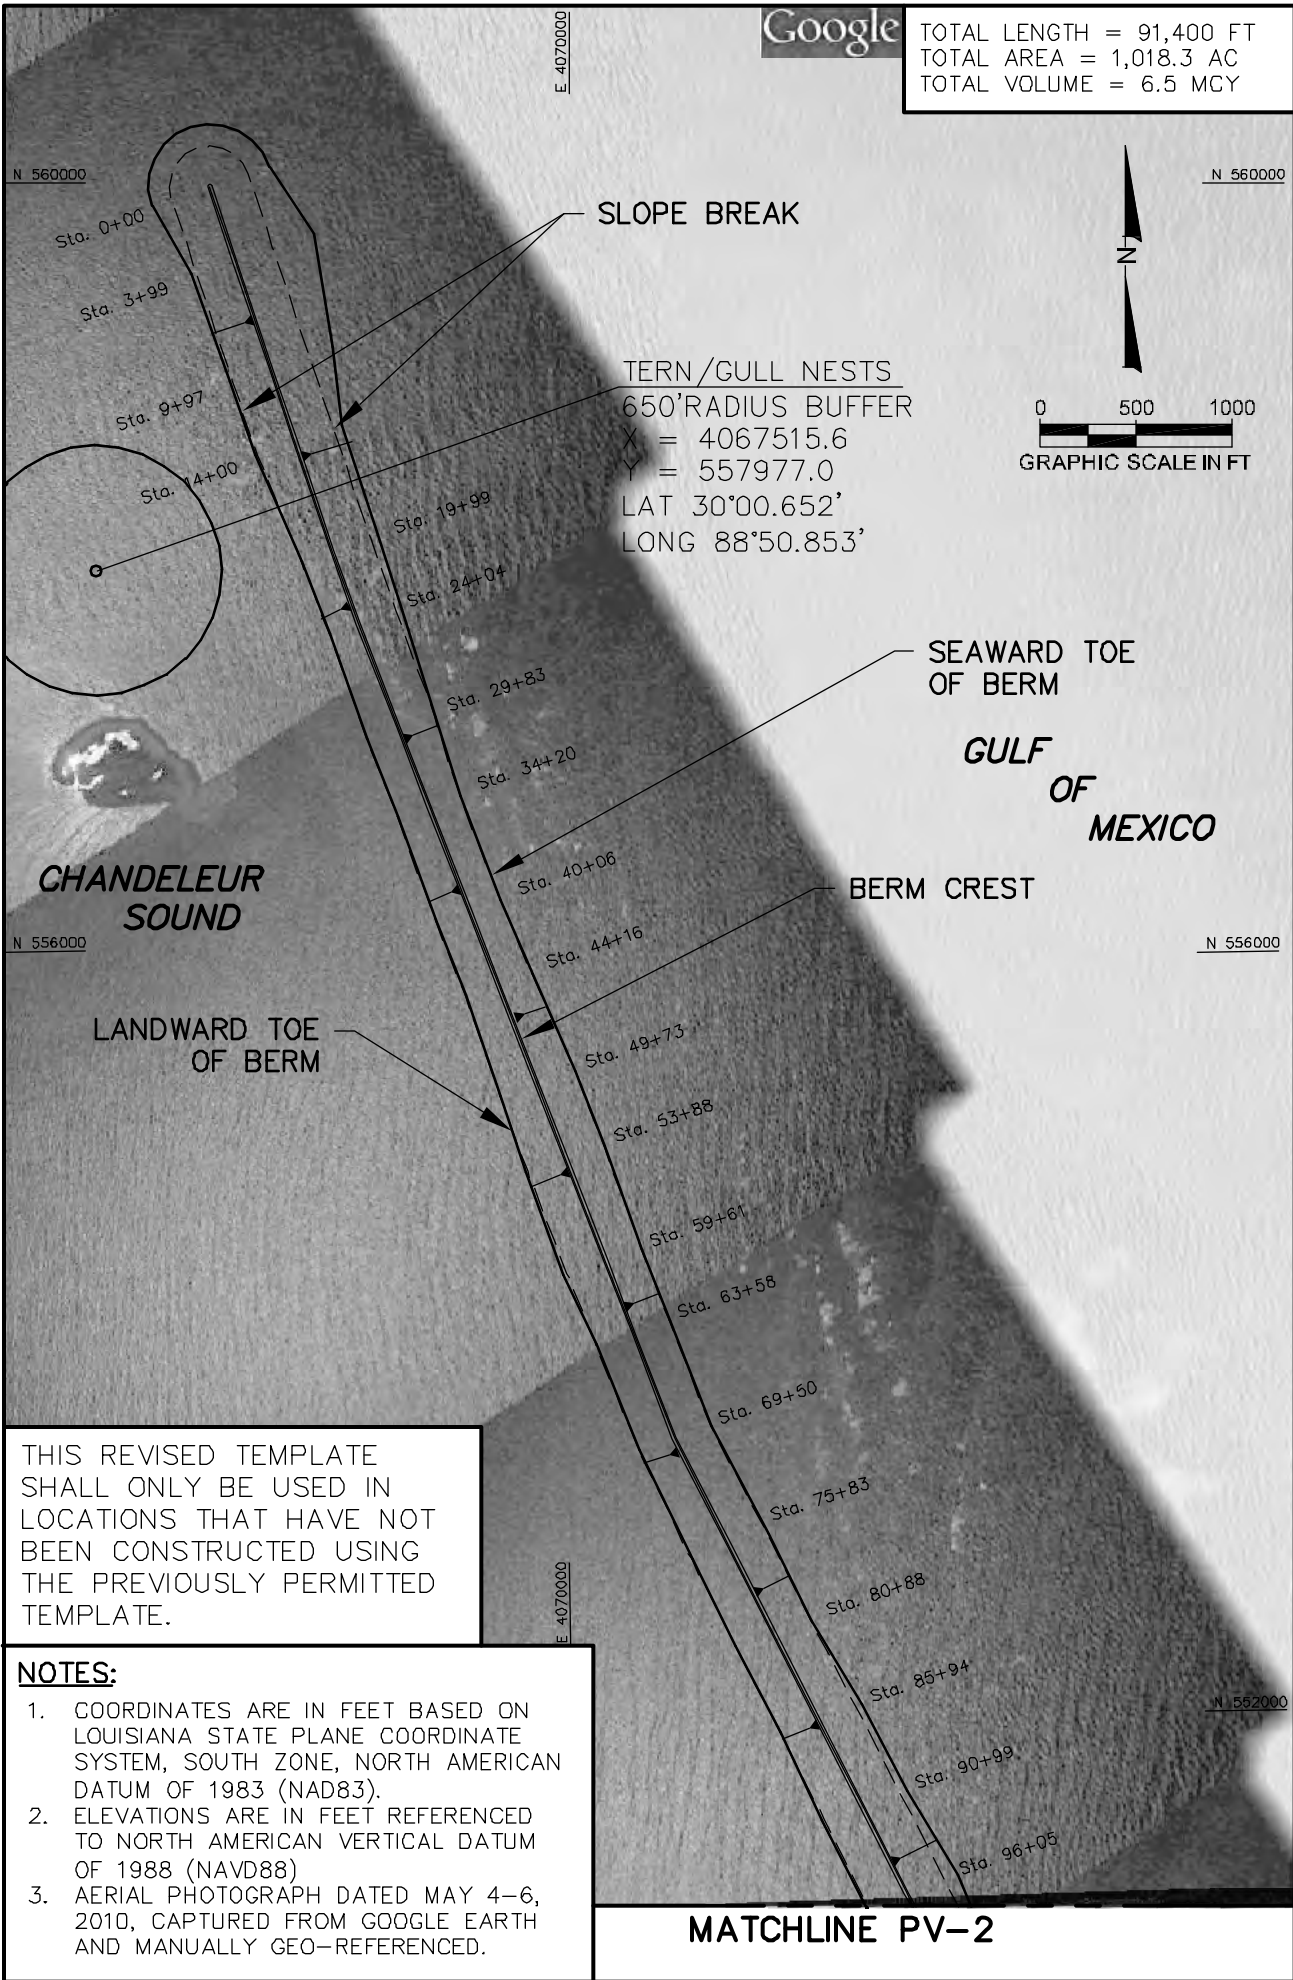 E 4070000
Google
TOTAL LENGTH = 91,400 FT
TOTAL AREA = 1,018.3 AC
TOTAL VOLUME = 6.5 MCY
N 560000
N 560000
SLOPE BREAK
Sta. 0+00
N
Sta. 3+99
TERN/GULL NESTS
650'RADIUS BUFFER
X = 4067515.6
Y = 557977.0
LAT 30°00.652'
LONG 88°50.853'
0 500 1000
GRAPHIC SCALE IN FT
Sta. 9+97
Sta. 14+00
Sta. 19+99
Sta. 24+04
SEAWARD TOE
OF BERM
Sta. 29+83
GULF
OF
MEXICO
Sta. 34+20
CHANDELEUR
SOUND
Sta. 40+06
BERM CREST
N 556000
N 556000
Sta. 44+16
LANDWARD TOE
OF BERM
Sta. 49+73
Sta. 53+88
Sta. 59+61
Sta. 63+58
Sta. 69+50
THIS REVISED TEMPLATE
SHALL ONLY BE USED IN
LOCATIONS THAT HAVE NOT
BEEN CONSTRUCTED USING
THE PREVIOUSLY PERMITTED
TEMPLATE.
Sta. 75+83
E 4070000
Sta. 80+88
Sta. 85+94
N 552000
Sta. 90+99
Sta. 96+05
NOTES:
1. COORDINATES ARE IN FEET BASED ON
LOUISIANA STATE PLANE COORDINATE
SYSTEM, SOUTH ZONE, NORTH AMERICAN
DATUM OF 1983 (NAD83).
2. ELEVATIONS ARE IN FEET REFERENCED
TO NORTH AMERICAN VERTICAL DATUM
OF 1988 (NAVD88)
3. AERIAL PHOTOGRAPH DATED MAY 4-6,
2010, CAPTURED FROM GOOGLE EARTH
AND MANUALLY GEO-REFERENCED.
MATCHLINE PV-2